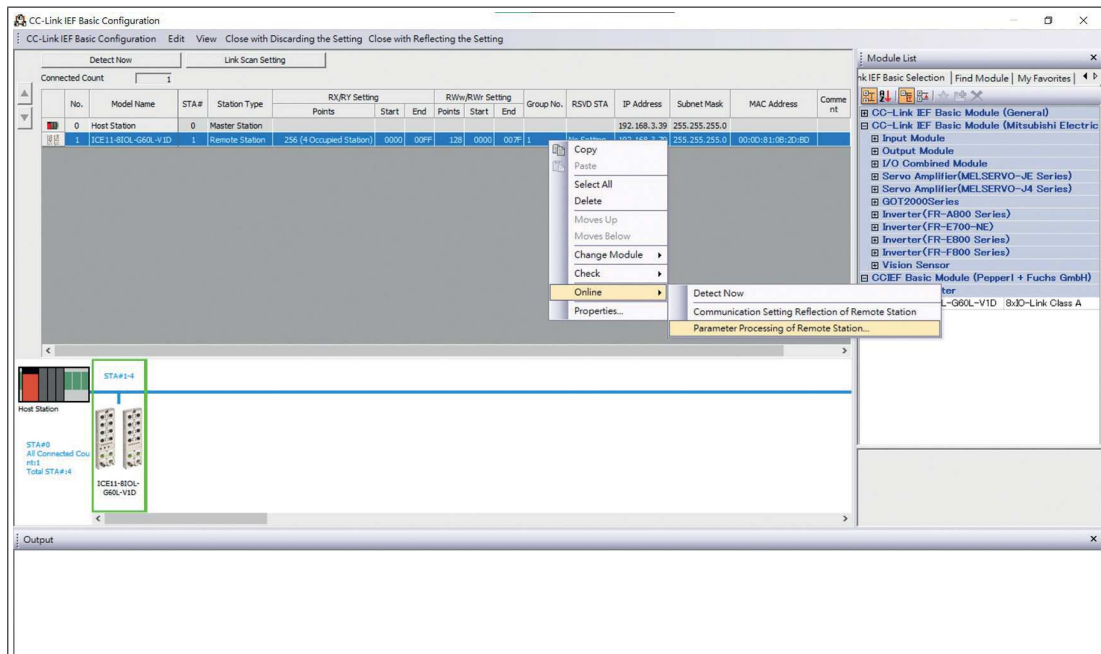 CC-Link IEF Basic Configuration
CC-Link IEF Basic Configuration Edit View Close with Discarding the Setting Close with Reflecting the Setting
Detect Now Link Scan Setting
Connected Count 1
No. Model Name STA# Station Type RX/RY Setting RWw/RWr Setting Group No. RSVD STA IP Address Subnet Mask MAC Address Comme
nt
Points Start End Points Start End
0 Host Station 0 Master Station 192.168.3.39 255.255.255.0
1 ICE11-8IOL-G60L-V1D 1 Remote Station 256 (4 Occupied Station) 0000 00FF 128 0000 007F 1 255.255.255.0 00:0D:81:0B:2D:BD
Copy
Paste
Select All
Delete
Moves Up
Moves Below
Change Module
Check
Online
Properties...
Detect Now
Communication Setting Reflection of Remote Station
Parameter Processing of Remote Station...
Host Station
STA#1-4
STA#0
All Connected Cou
nt:1
Total STA#:4
ICE11-8IOL-
G60L-V1D
Module List
nk IEF Basic Selection Find Module My Favorites
CC-Link IEF Basic Module (General)
CC-Link IEF Basic Module (Mitsubishi Electric
Input Module
Output Module
I/O Combined Module
Servo Amplifier(MELSERVO-JE Series)
Servo Amplifier(MELSERVO-J4 Series)
GOT2000Series
Inverter(FR-A800 Series)
Inverter(FR-E700-NE)
Inverter(FR-E800 Series)
Inverter(FR-F800 Series)
Vision Sensor
CCIEF Basic Module (Pepperl + Fuchs GmbH)
ter
L-G60L-V1D 8xIO-Link Class A
Output